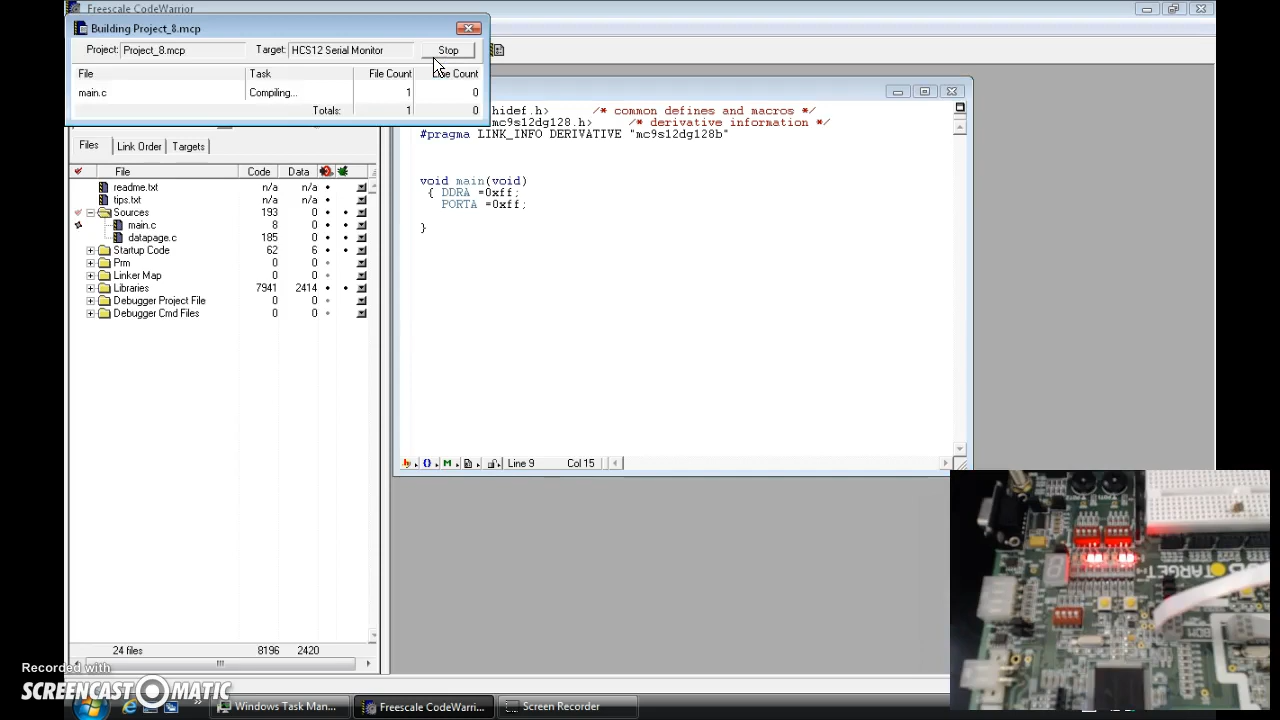 Freescale CodeWarrior
Building Project_8.mcp
Project: Project_8.mcp Target: HCS12 Serial Monitor Stop
File Task File Count Line Count
main.c Compiling... 1 0
Totals: 1 0
Files Link Order Targets
File Code Data
readme.txt n/a n/a
tips.txt n/a n/a
Sources 193 0
main.c 8 0
datapage.c 185 0
Startup Code 62 6
Prm 0 0
Linker Map 0 0
Libraries 7941 2414
Debugger Project File 0 0
Debugger Cmd Files 0 0
24 files 8196 2420
hidef.h> /* common defines and macros */
mc9s12dg128.h> /* derivative information */
#pragma LINK_INFO DERIVATIVE "mc9s12dg128b"
void main(void)
{ DDRA =0xff;
PORTA =0xff;
}
Line 9 Col 15
TARGET
Recorded with
SCREENCAST MATIC
Windows Task Man... Freescale CodeWarri... Screen Recorder